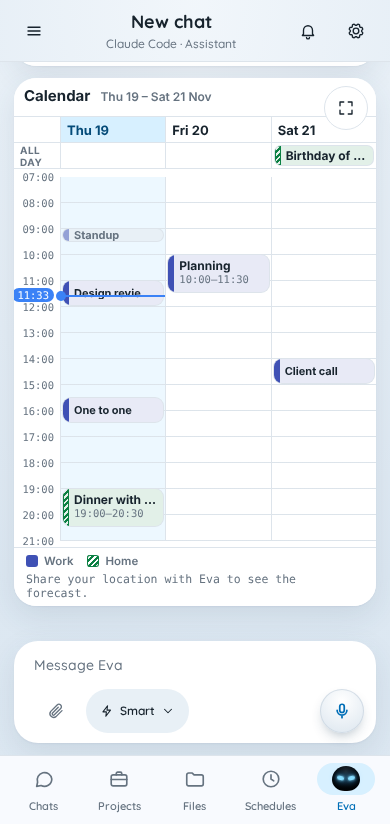 New chat
Claude Code · Assistant
Calendar Thu 19 – Sat 21 Nov
Thu 19 Fri 20 Sat 21
ALL DAY
Birthday of ...
07:00
08:00
09:00
Standup
10:00
Planning
10:00–11:30
11:00
Design revie
11:33
12:00
13:00
14:00
Client call
15:00
16:00
One to one
17:00
18:00
19:00
Dinner with ...
19:00–20:30
20:00
21:00
Work Home
Share your location with Eva to see the
forecast.
Message Eva
Smart
Chats Projects Files Schedules Eva